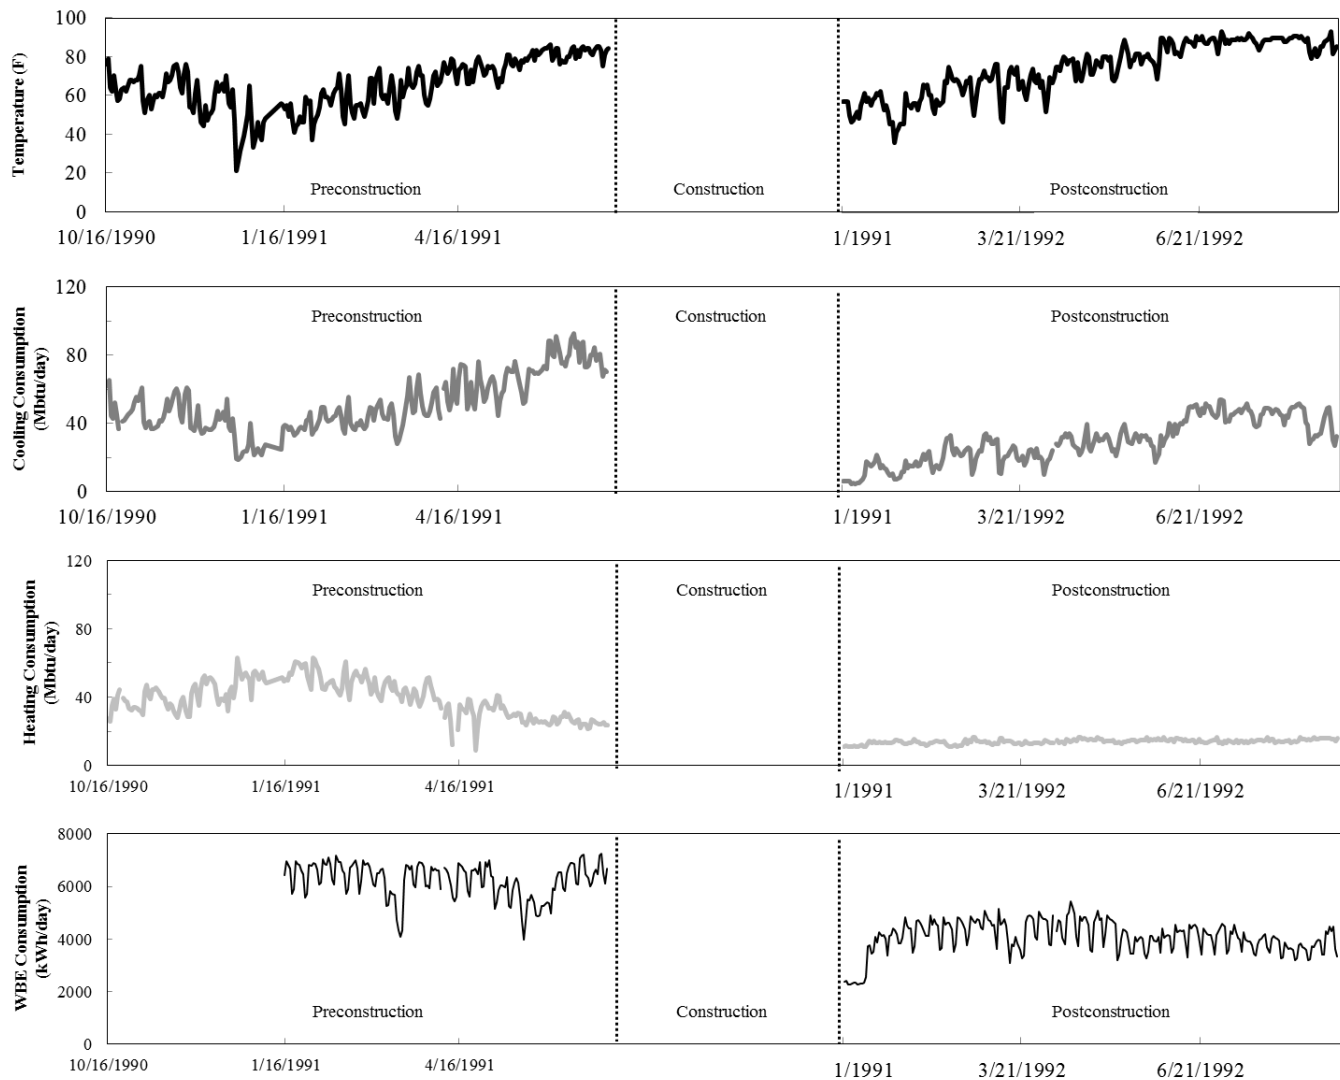 Temperature (F)
100
80
60
40
20
0
Preconstruction
Construction
Postconstruction
10/16/1990
1/16/1991
4/16/1991
1/1991
3/21/1992
6/21/1992
Cooling Consumption
(Mbtu/day)
120
80
40
0
Preconstruction
Construction
Postconstruction
10/16/1990
1/16/1991
4/16/1991
1/1991
3/21/1992
6/21/1992
Heating Consumption
(Mbtu/day)
120
80
40
0
Preconstruction
Construction
Postconstruction
10/16/1990
1/16/1991
4/16/1991
1/1991
3/21/1992
6/21/1992
WBE Consumption
(kWh/day)
8000
6000
4000
2000
0
Preconstruction
Construction
Postconstruction
10/16/1990
1/16/1991
4/16/1991
1/1991
3/21/1992
6/21/1992